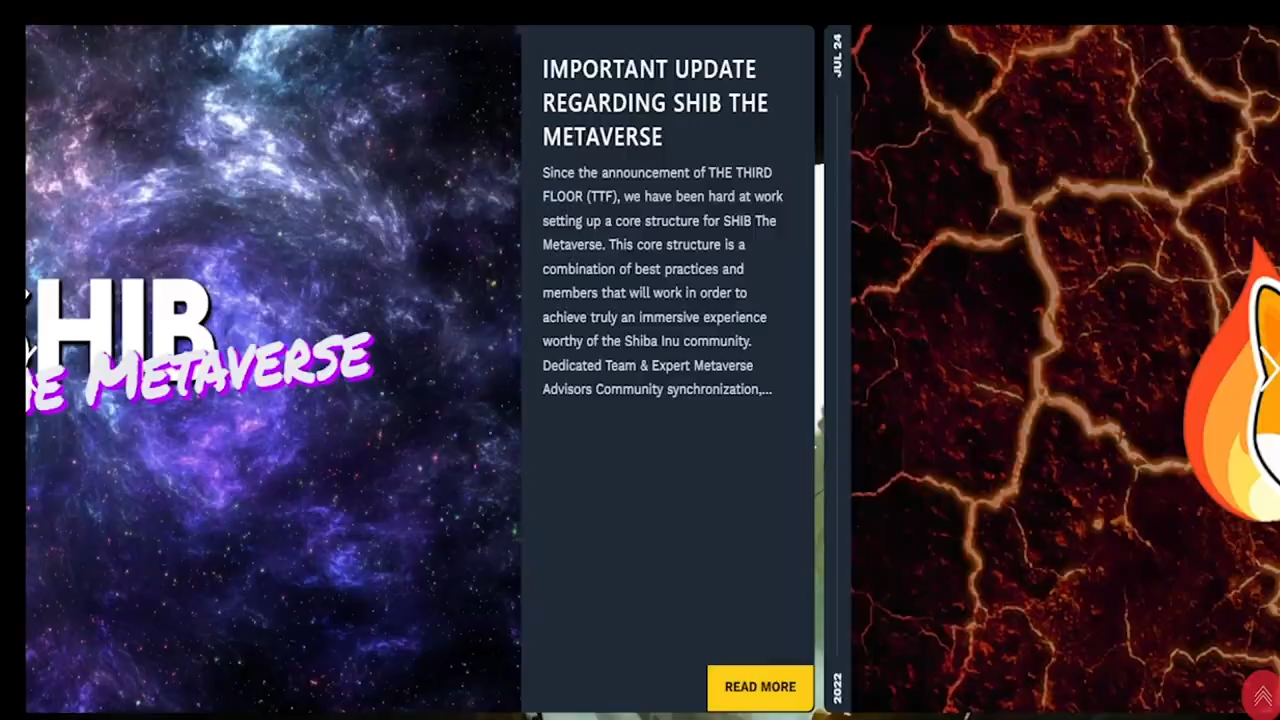 SHIB
THE METAVERSE
IMPORTANT UPDATE
REGARDING SHIB THE
METAVERSE
Since the announcement of THE THIRD
FLOOR (TTF), we have been hard at work
setting up a core structure for SHIB The
Metaverse. This core structure is a
combination of best practices and
members that will work in order to
achieve truly an immersive experience
worthy of the Shiba Inu community.
Dedicated Team & Expert Metaverse
Advisors Community synchronization,...
READ MORE
JUL 24
2022